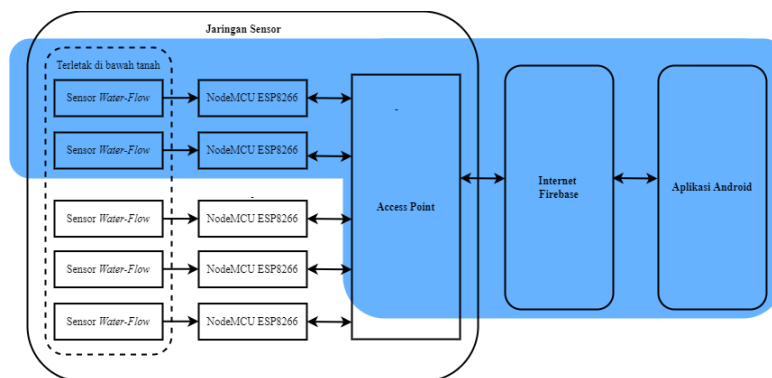 Jaringan Sensor
Terletak di bawah tanah
Sensor Water-Flow
NodeMCU ESP8266
Sensor Water-Flow
NodeMCU ESP8266
Sensor Water-Flow
NodeMCU ESP8266
Sensor Water-Flow
NodeMCU ESP8266
Sensor Water-Flow
NodeMCU ESP8266
Access Point
Internet
Firebase
Aplikasi Android